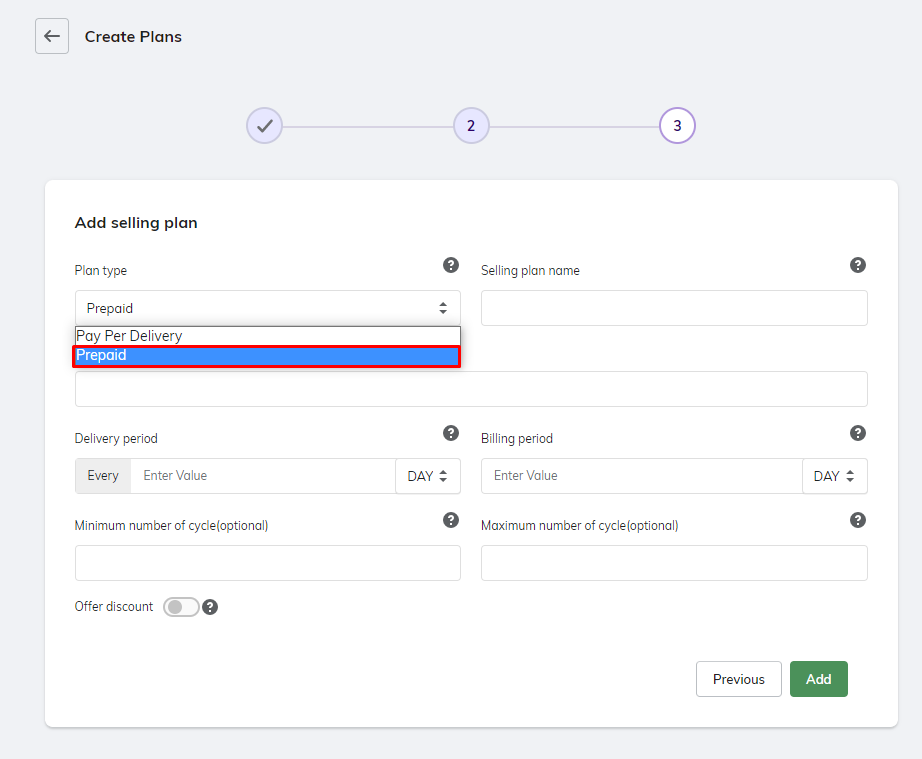 Create Plans
2
3
Add selling plan
Plan type
Selling plan name
Prepaid
Pay Per Delivery
Prepaid
Delivery period
Billing period
Every Enter Value DAY
Enter Value DAY
Minimum number of cycle(optional)
Maximum number of cycle(optional)
Offer discount
Previous Add